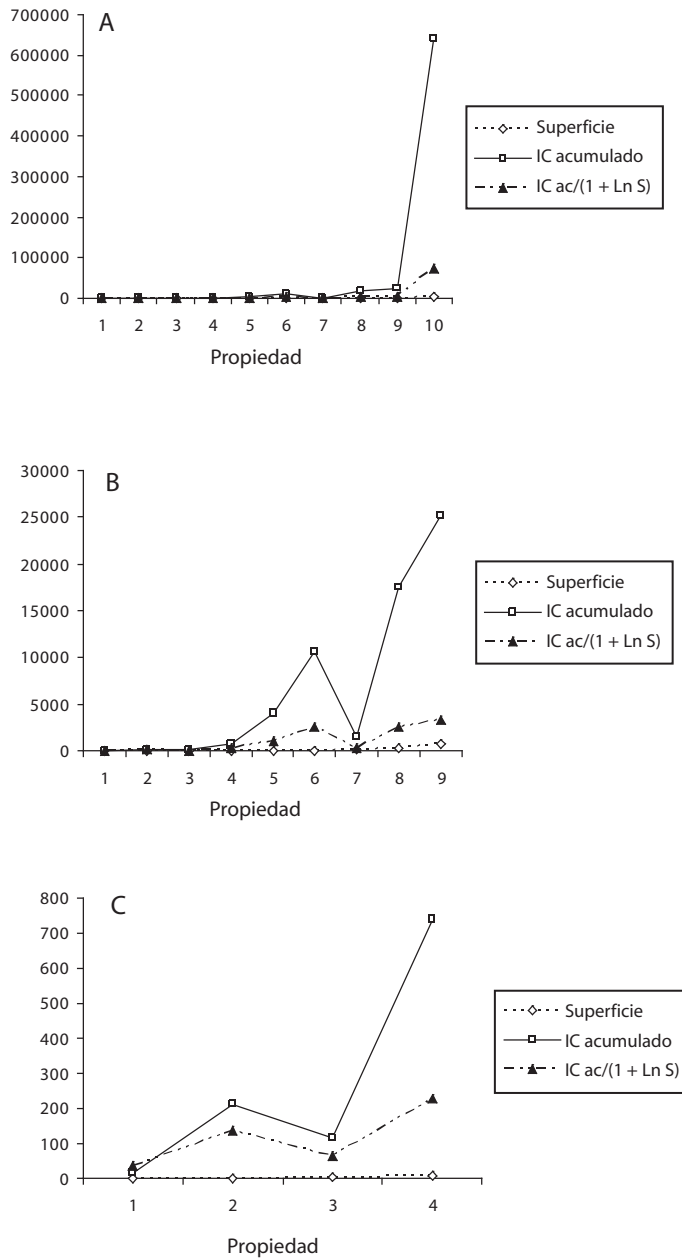 A
700000
600000
500000
400000
300000
200000
100000
0
1 2 3 4 5 6 7 8 9 10
Propiedad
Superficie
IC acumulado
IC ac/(1 + Ln S)
B
30000
25000
20000
15000
10000
5000
0
1 2 3 4 5 6 7 8 9
Propiedad
Superficie
IC acumulado
IC ac/(1 + Ln S)
C
800
700
600
500
400
300
200
100
0
1 2 3 4
Propiedad
Superficie
IC acumulado
IC ac/(1 + Ln S)